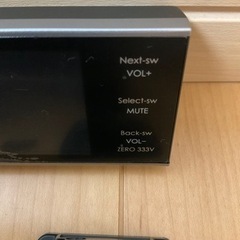 Next-sw
VOL+
Select-sw
MUTE
Back-sw
VOL-
ZERO 333V